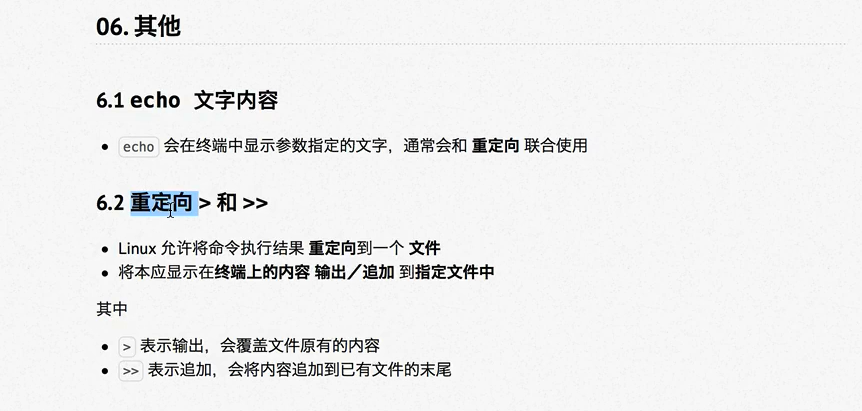 06. 其他
6.1 echo 文字内容
• echo 会在终端中显示参数指定的文字，通常会和 重定向 联合使用
6.2 重定向 > 和 >>
• Linux 允许将命令执行结果 重定向到一个 文件
• 将本应显示在终端上的内容 输出／追加 到指定文件中
其中
• > 表示输出，会覆盖文件原有的内容
• >> 表示追加，会将内容追加到已有文件的末尾